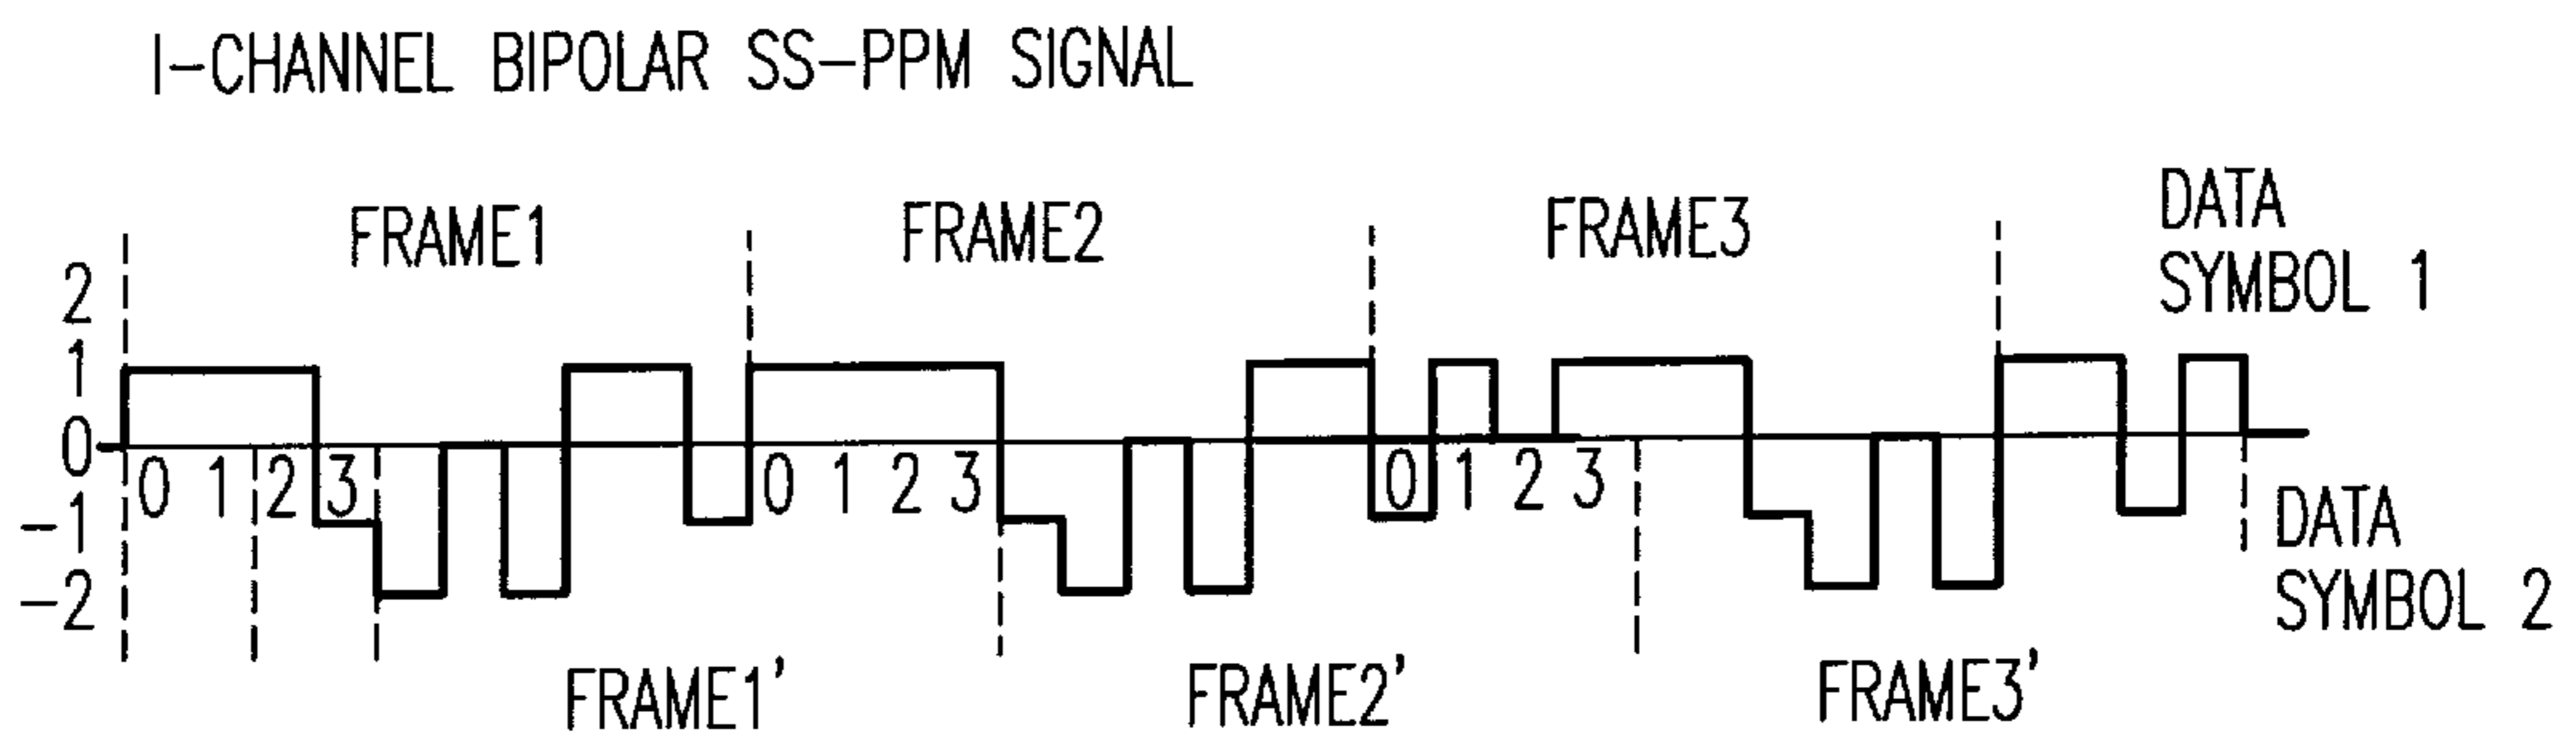 I-CHANNEL BIPOLAR SS-PPM SIGNAL
FRAME1 FRAME2 FRAME3
DATA
SYMBOL 1
2
1
0
-1
-2
0 1 2 3 0 1 2 3 0 1 2 3
DATA
SYMBOL 2
FRAME1' FRAME2' FRAME3'